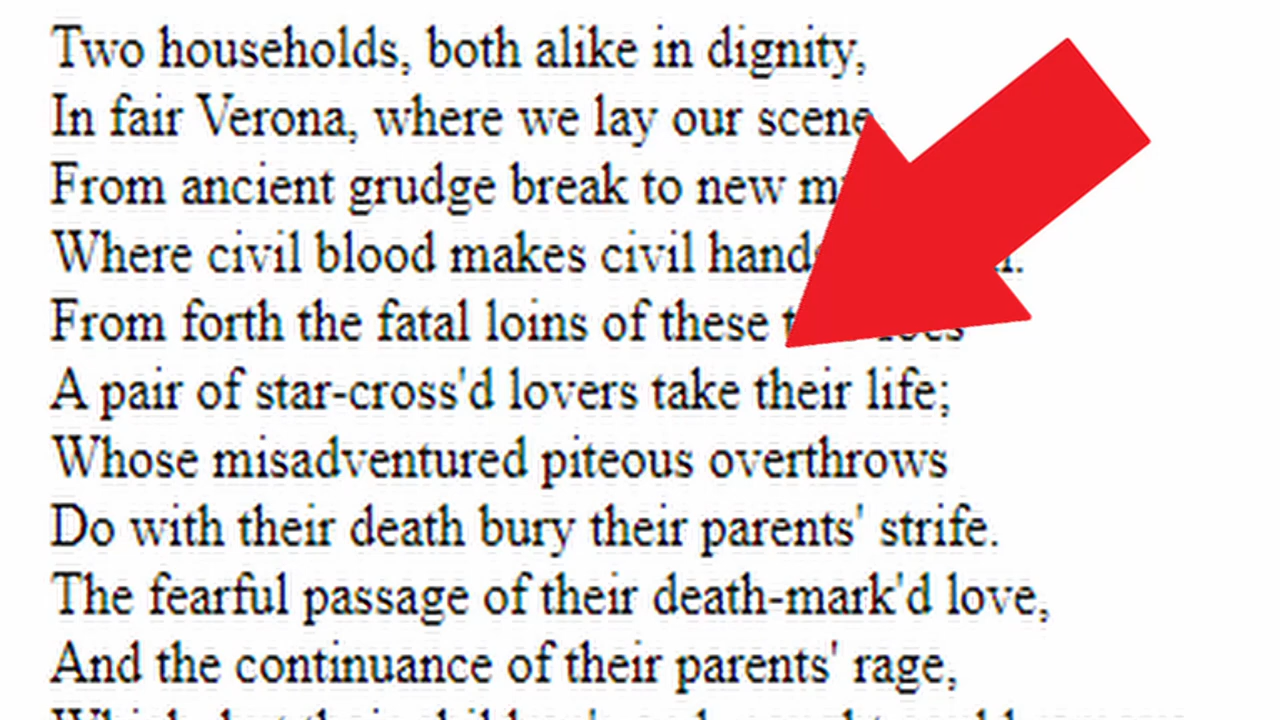 Two households, both alike in dignity,
In fair Verona, where we lay our scene
From ancient grudge break to new
Where civil blood makes civil
From forth the fatal loins of these
A pair of star-cross'd lovers take their life;
Whose misadventured piteous overthrows
Do with their death bury their parents' strife.
The fearful passage of their death-mark'd love,
And the continuance of their parents' rage,